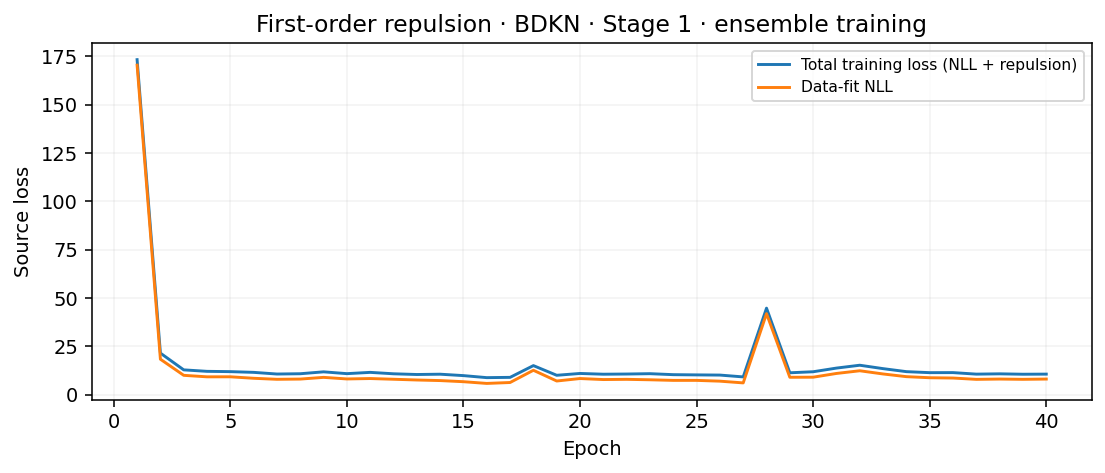 First-order repulsion · BDKN · Stage 1 · ensemble training
Total training loss (NLL + repulsion)
Data-fit NLL
Source loss
175
150
125
100
75
50
25
0
0 5 10 15 20 25 30 35 40
Epoch